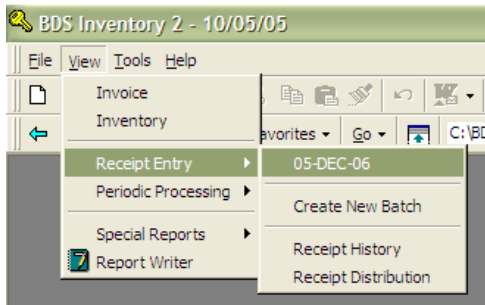 BDS Inventory 2 - 10/05/05
File View Tools Help
Invoice
Inventory
avorites Go C:\BD
Receipt Entry 05-DEC-06
Periodic Processing
Create New Batch
Special Reports
Receipt History
Report Writer
Receipt Distribution